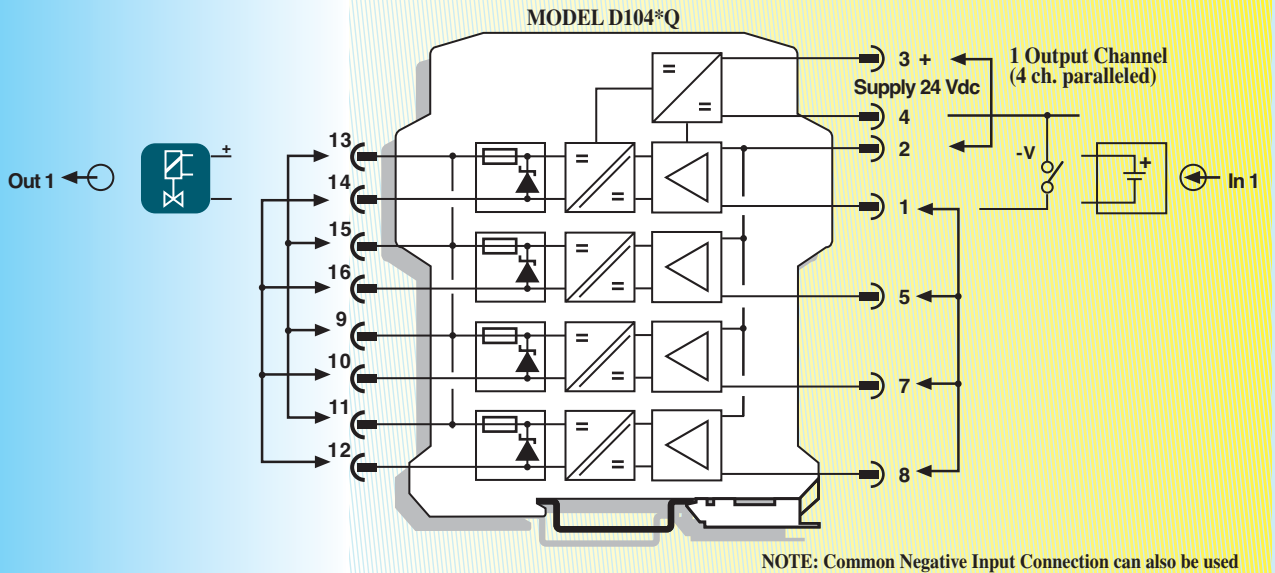 MODEL D104*Q
3 +
1 Output Channel
(4 ch. paralleled)
Supply 24 Vdc
4
13
2
-V
+
+
Out 1
14
In 1
1
15
16
5
9
10
7
11
12
8
NOTE: Common Negative Input Connection can also be used